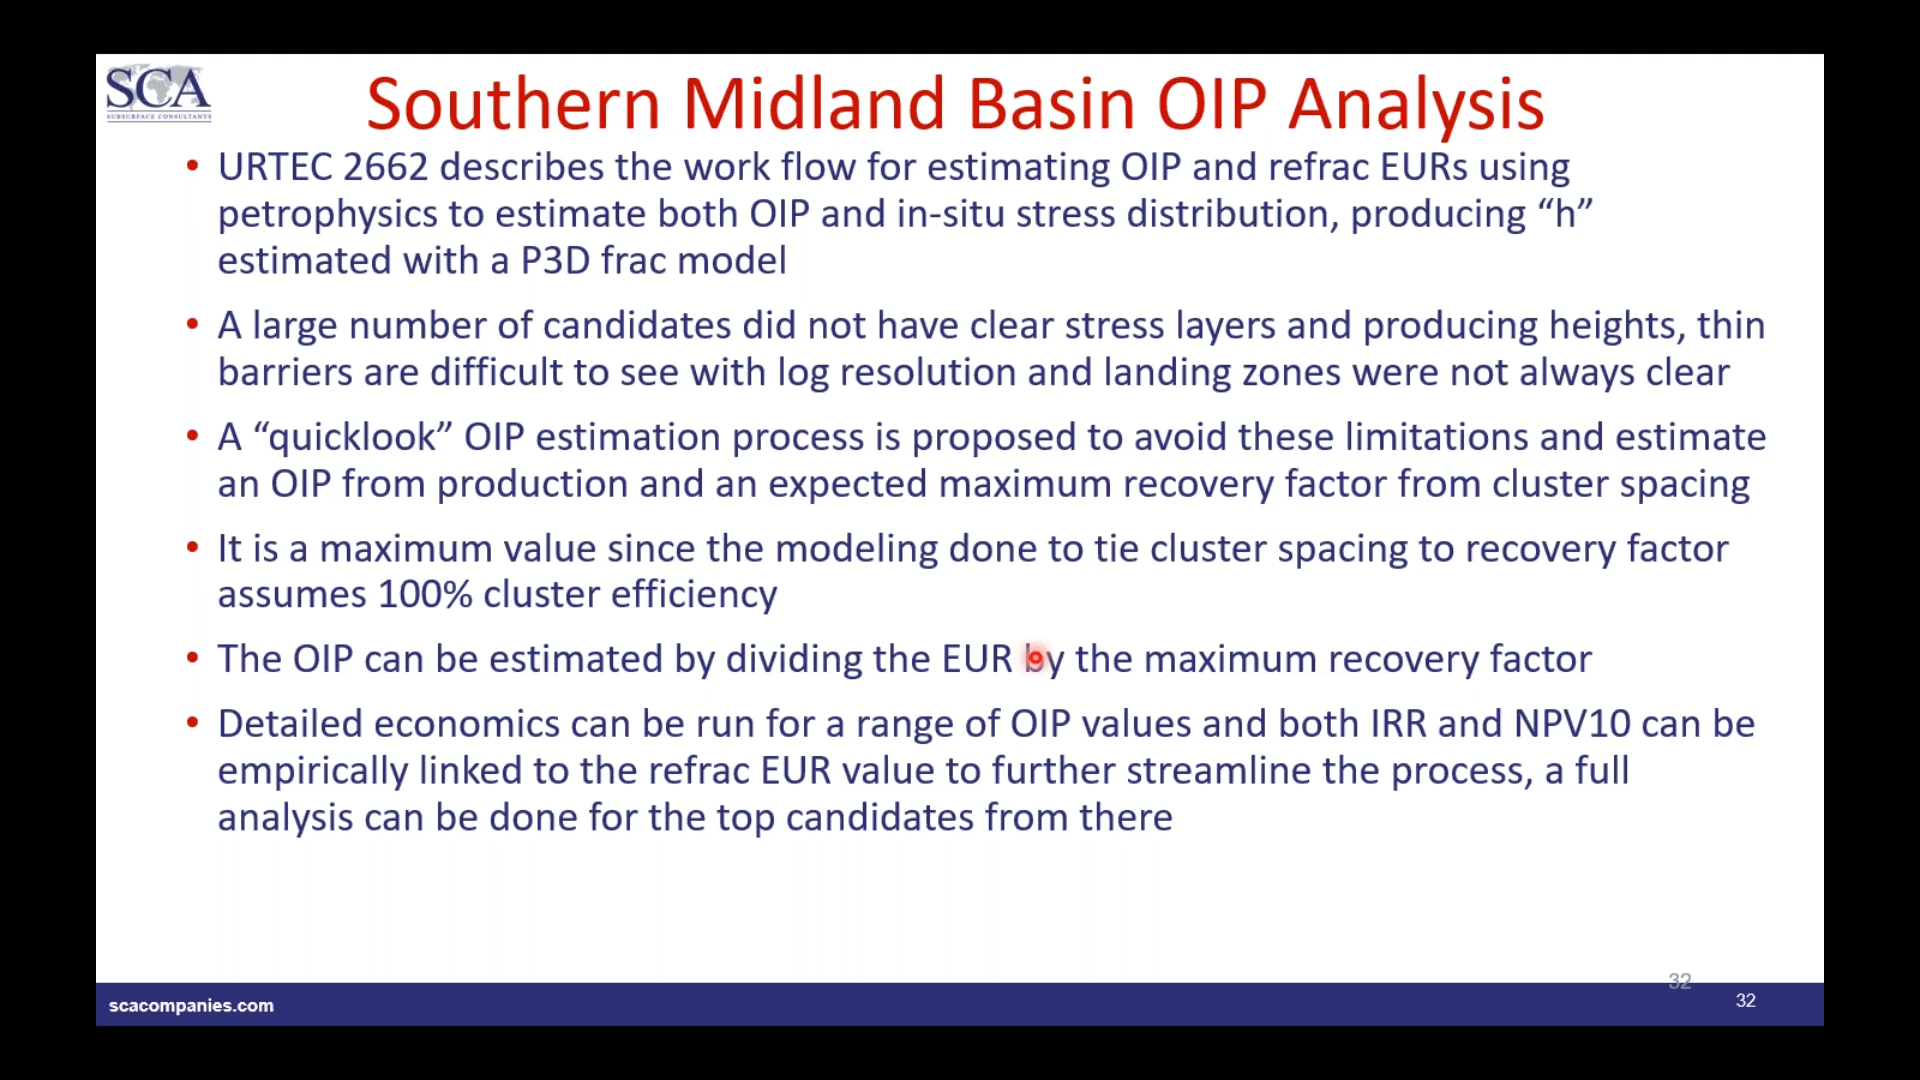 SCA
SUBSURFACE CONSULTANTS
Southern Midland Basin OIP Analysis
• URTEC 2662 describes the work flow for estimating OIP and refrac EURs using
petrophysics to estimate both OIP and in-situ stress distribution, producing “h”
estimated with a P3D frac model
• A large number of candidates did not have clear stress layers and producing heights, thin
barriers are difficult to see with log resolution and landing zones were not always clear
• A “quicklook” OIP estimation process is proposed to avoid these limitations and estimate
an OIP from production and an expected maximum recovery factor from cluster spacing
• It is a maximum value since the modeling done to tie cluster spacing to recovery factor
assumes 100% cluster efficiency
• The OIP can be estimated by dividing the EUR by the maximum recovery factor
• Detailed economics can be run for a range of OIP values and both IRR and NPV10 can be
empirically linked to the refrac EUR value to further streamline the process, a full
analysis can be done for the top candidates from there
32
scacompanies.com
32